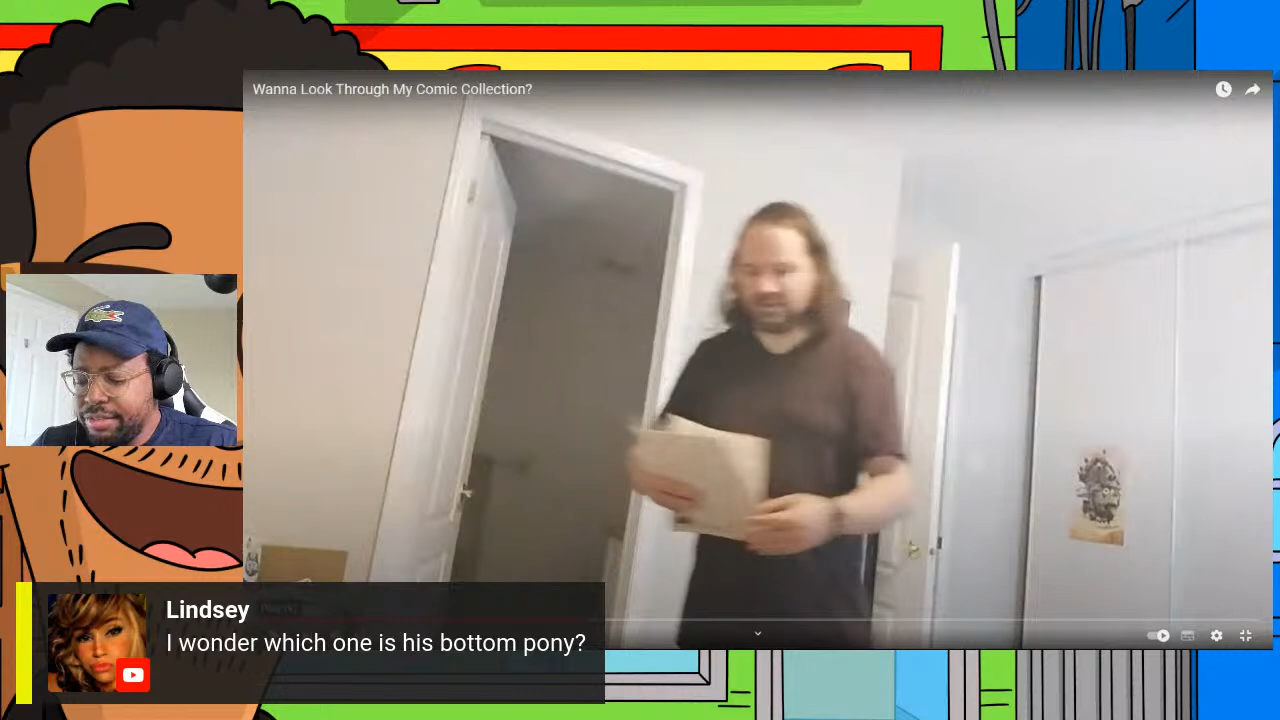 Wanna Look Through My Comic Collection?
Lindsey
I wonder which one is his bottom pony?